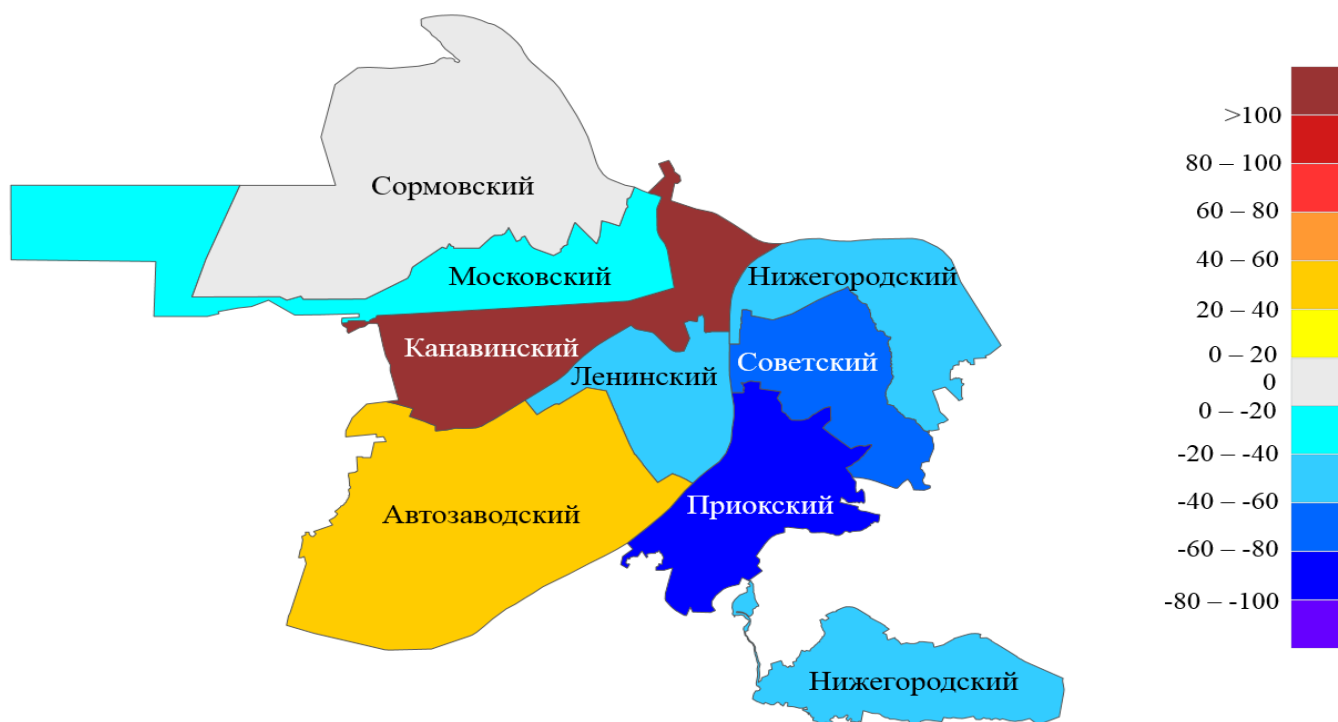 Сормовский
Московский
Нижегородский
Канавинский
Ленинский
Советский
Автозаводский
Приокский
Нижегородский
>100
80 – 100
60 – 80
40 – 60
20 – 40
0 – 20
0
0 – -20
-20 – -40
-40 – -60
-60 – -80
-80 – -100